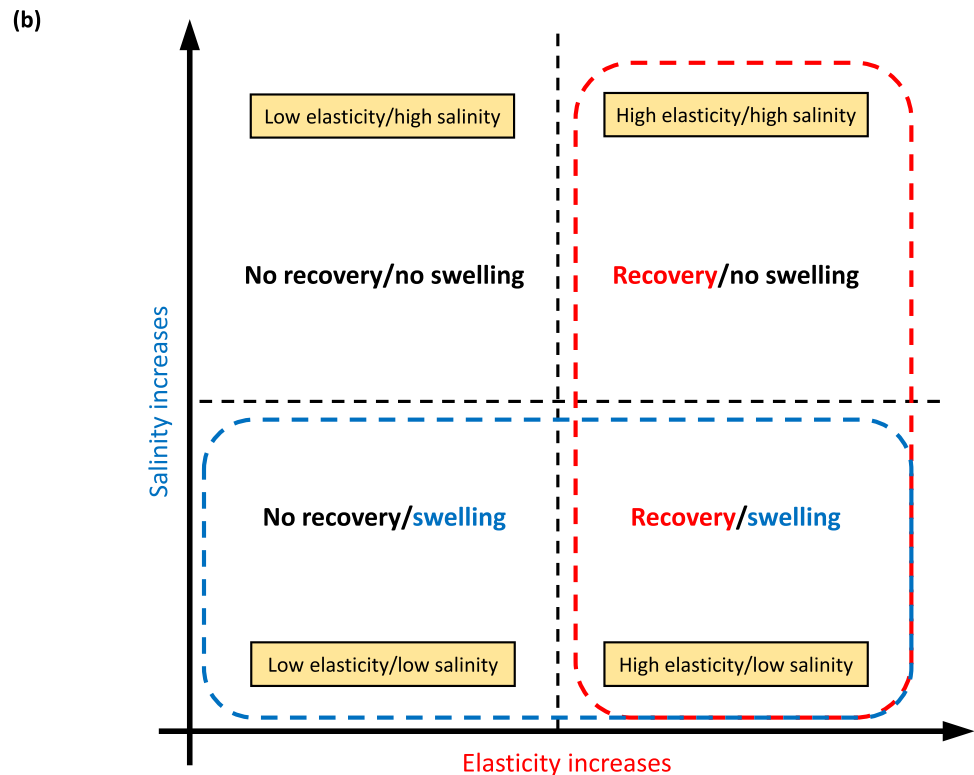 (b)
Low elasticity/high salinity
High elasticity/high salinity
No recovery/no swelling
Recovery/no swelling
Salinity increases
No recovery/swelling
Recovery/swelling
Low elasticity/low salinity
High elasticity/low salinity
Elasticity increases